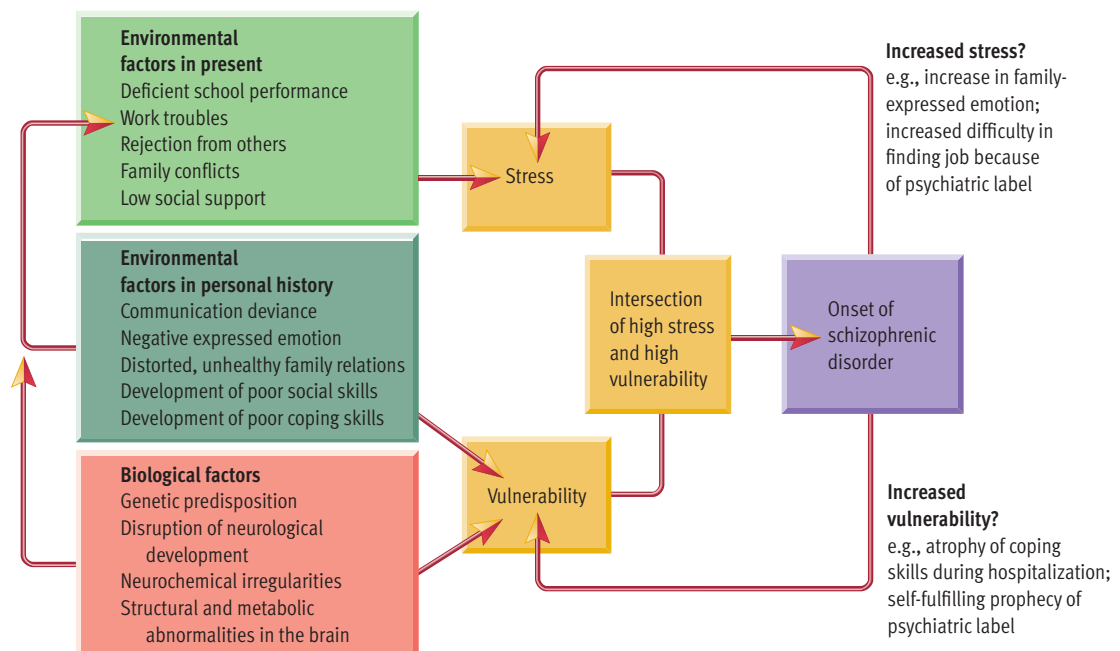 Environmental
factors in present
Deficient school performance
Work troubles
Rejection from others
Family conflicts
Low social support
Environmental
factors in personal history
Communication deviance
Negative expressed emotion
Distorted, unhealthy family relations
Development of poor social skills
Development of poor coping skills
Biological factors
Genetic predisposition
Disruption of neurological
development
Neurochemical irregularities
Structural and metabolic
abnormalities in the brain
Stress
Vulnerability
Intersection
of high stress
and high
vulnerability
Onset of
schizophrenic
disorder
Increased stress?
e.g., increase in family-
expressed emotion;
increased difficulty in
finding job because
of psychiatric label
Increased
vulnerability?
e.g., atrophy of coping
skills during hospitalization;
self-fulfilling prophecy of
psychiatric label